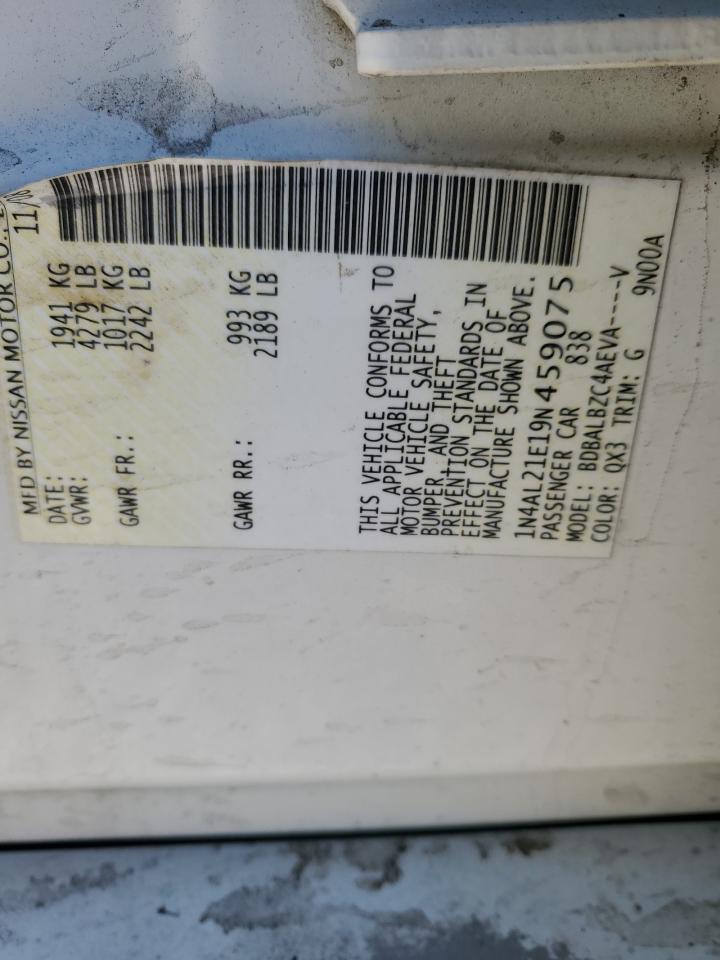 MFD BY NISSAN MOTOR CO.,
DATE: 11/08
GVWR: 1941 KG
4279 LB
GAWR FR.: 1017 KG
2242 LB
GAWR RR.: 993 KG
2189 LB
THIS VEHICLE CONFORMS TO
ALL APPLICABLE FEDERAL
MOTOR VEHICLE SAFETY,
BUMPER, AND THEFT
PREVENTION STANDARDS IN
EFFECT ON THE DATE OF
MANUFACTURE SHOWN ABOVE.
1N4AL21E19N459075
PASSENGER CAR 838
MODEL: BDBALBZC4AEVA----V
COLOR: QX3 TRIM: G 9N00A